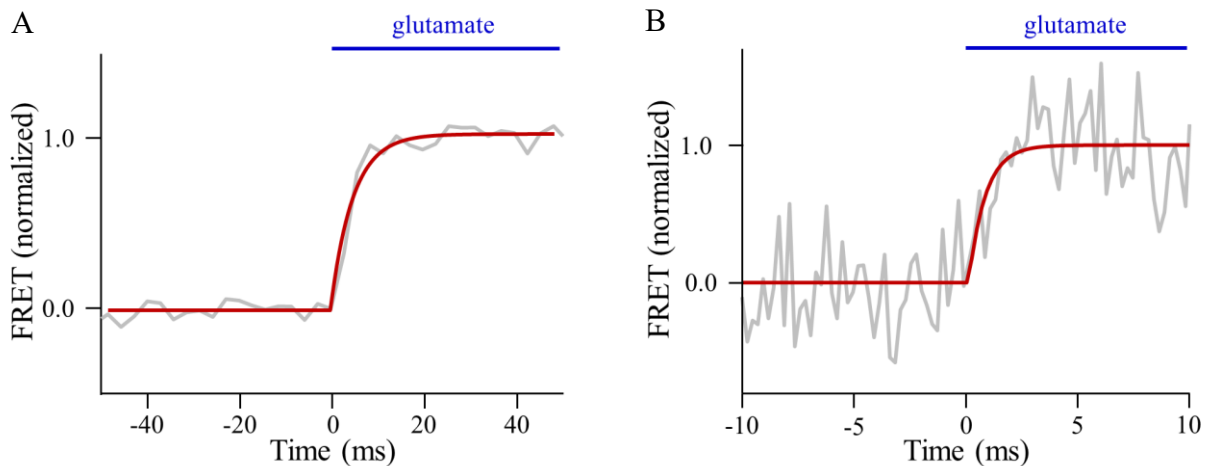 A
glutamate
FRET (normalized)
1.0
0.0
-40 -20 0 20 40
Time (ms)
B
glutamate
FRET (normalized)
1.0
0.0
-10 -5 0 5 10
Time (ms)